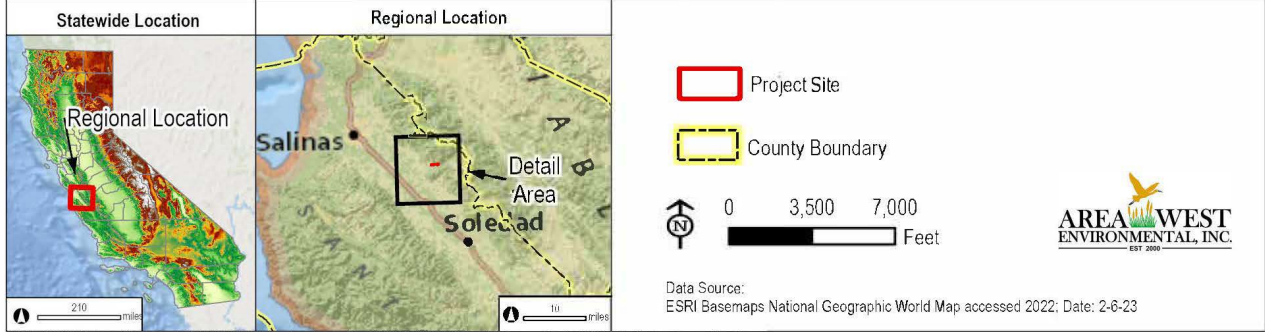 Statewide Location
Regional Location
210
miles
Regional Location
Salinas
Detail
Area
Soledad
S A N
A B L
10
miles
Project Site
County Boundary
N
0 3,500 7,000
Feet
Data Source:
ESRI Basemaps National Geographic World Map accessed 2022; Date: 2-6-23
AREA WEST
ENVIRONMENTAL, INC.
EST 2000